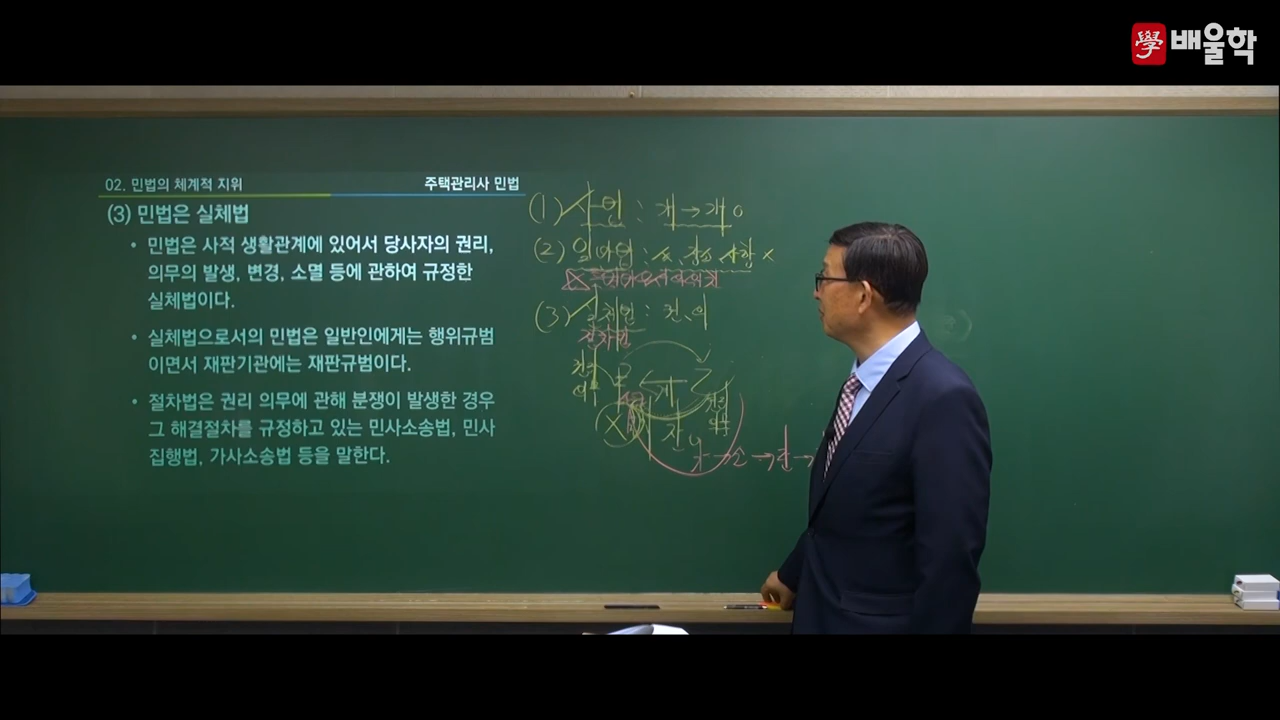 學 배울학
02. 민법의 체계적 지위
주택관리사 민법
(3) 민법은 실체법
• 민법은 사적 생활관계에 있어서 당사자의 권리,
의무의 발생, 변경, 소멸 등에 관하여 규정한
실체법이다.
• 실체법으로서의 민법은 일반인에게는 행위규범
이면서 재판기관에는 재판규범이다.
• 절차법은 권리 의무에 관해 분쟁이 발생한 경우
그 해결절차를 규정하고 있는 민사소송법, 민사
집행법, 가사소송법 등을 말한다.
(1) 사인 : 개→개 ○
(2) 일반법 : 사람 ×
(3) 실체법 : 권, 의
절차법